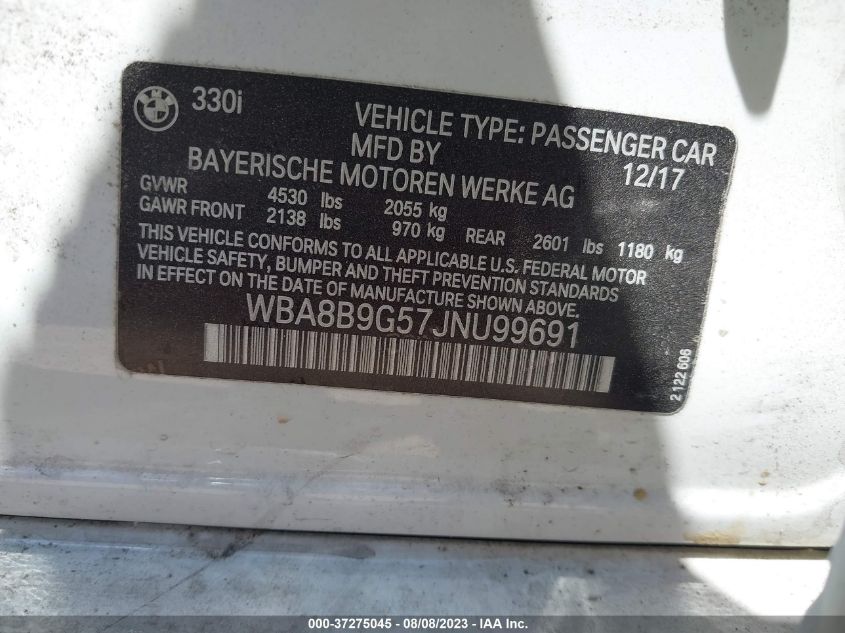 BMW 330i
VEHICLE TYPE: PASSENGER CAR
MFD BY 12/17
BAYERISCHE MOTOREN WERKE AG
GVWR 4530 lbs 2055 kg
GAWR FRONT 2138 lbs 970 kg REAR 2601 lbs 1180 kg
THIS VEHICLE CONFORMS TO ALL APPLICABLE U.S. FEDERAL MOTOR
VEHICLE SAFETY, BUMPER AND THEFT PREVENTION STANDARDS
IN EFFECT ON THE DATE OF MANUFACTURE SHOWN ABOVE.
WBA8B9G57JNU99691
2 122 606
000-37275045 - 08/08/2023 - IAA Inc.